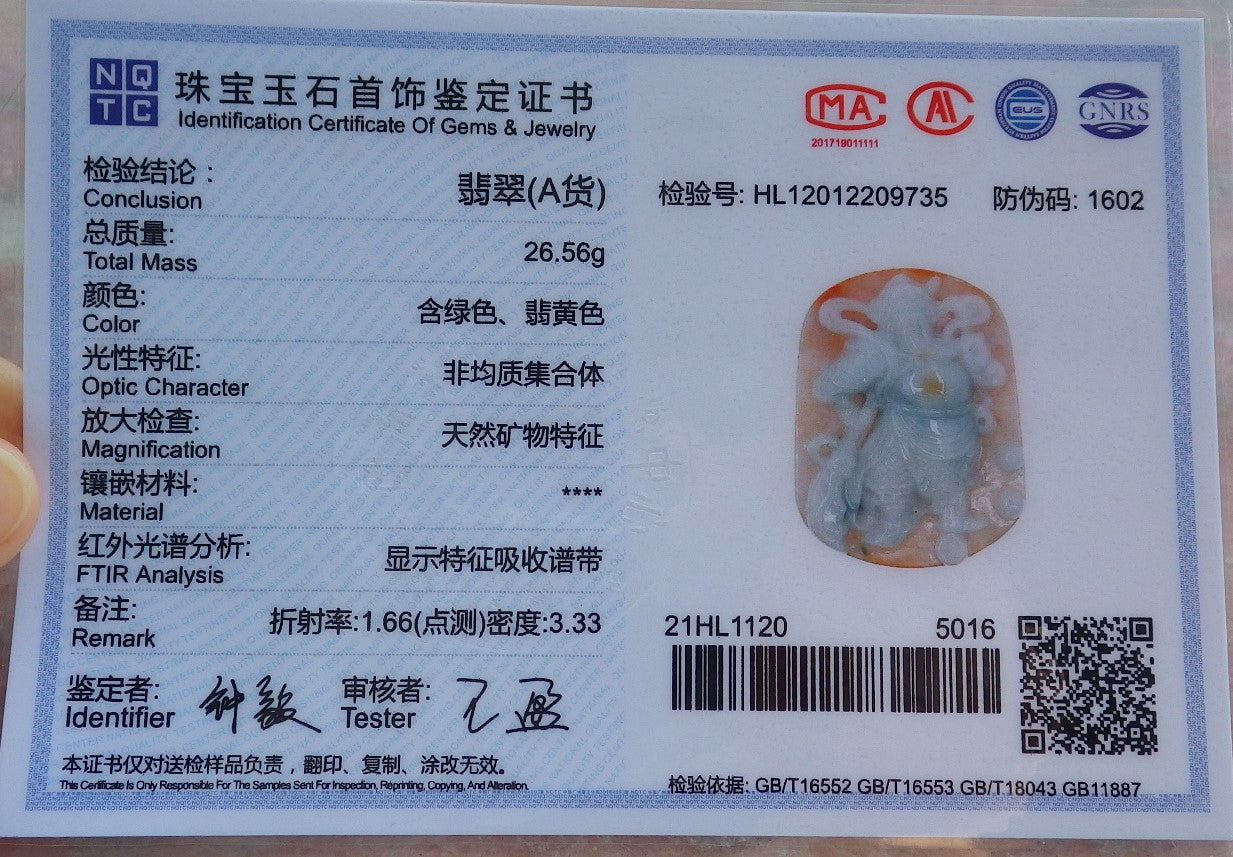 NQTC
珠宝玉石首饰鉴定证书
Identification Certificate Of Gems & Jewelry
检验结论：
Conclusion
翡翠(A货)
总质量:
Total Mass
26.56g
颜色:
Color
含绿色、翡黄色
光性特征:
Optic Character
非均质集合体
放大检查:
Magnification
天然矿物特征
镶嵌材料:
Material
****
红外光谱分析:
FTIR Analysis
显示特征吸收谱带
备注:
Remark
折射率:1.66(点测)密度:3.33
鉴定者:
Identifier
审核者:
Tester
本证书仅对送检样品负责，翻印、复制、涂改无效。
This Certificate Is Only Responsible For The Samples Sent For Inspection, Reprinting, Copying, And Alteration.
MA
201719011111
EUS
GNRS
检验号: HL12012209735
防伪码: 1602
21HL1120
5016
检验依据: GB/T16552 GB/T16553 GB/T18043 GB11887